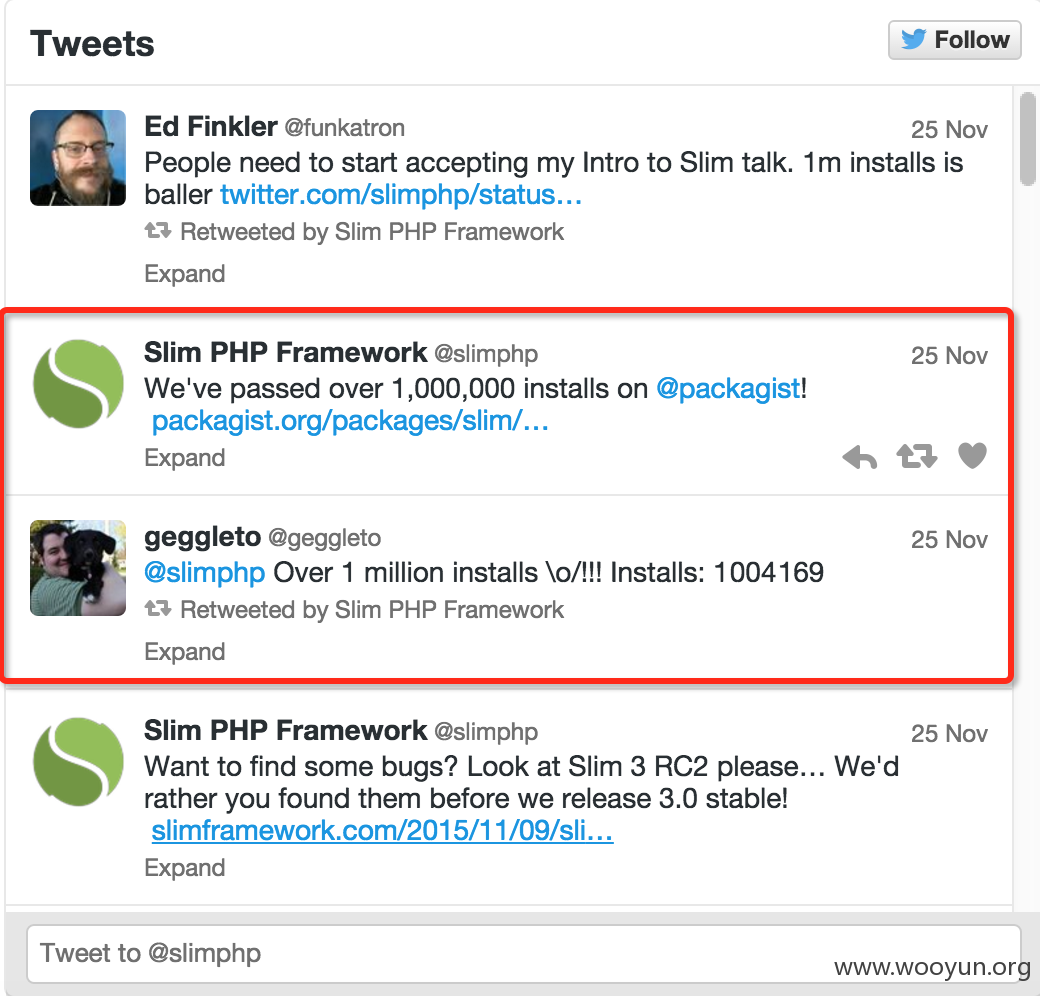 Tweets
Follow
Ed Finkler @funkatron
25 Nov
People need to start accepting my Intro to Slim talk. 1m installs is
baller twitter.com/slimphp/status…
Retweeted by Slim PHP Framework
Expand
Slim PHP Framework @slimphp
25 Nov
We've passed over 1,000,000 installs on @packagist!
packagist.org/packages/slim/…
Expand
geggleto @geggleto
25 Nov
@slimphp Over 1 million installs \o/!!! Installs: 1004169
Retweeted by Slim PHP Framework
Expand
Slim PHP Framework @slimphp
25 Nov
Want to find some bugs? Look at Slim 3 RC2 please… We'd
rather you found them before we release 3.0 stable!
slimframework.com/2015/11/09/sli…
Expand
Tweet to @slimphp
www.wooyun.org